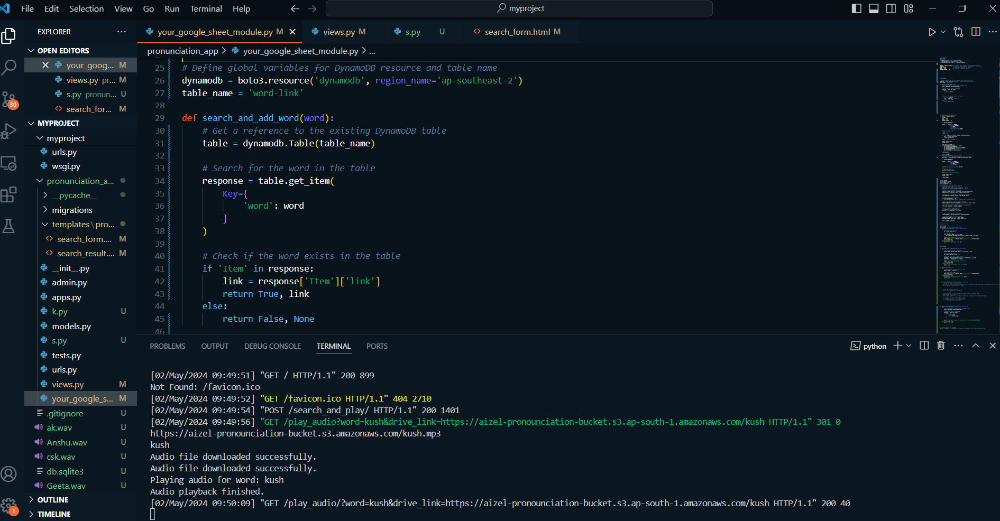 File Edit Selection View Go Run Terminal Help myproject
EXPLORER
your_google_sheet_module.py M views.py M s.py U search_form.html M
OPEN EDITORS
your_goog... M
views.py pr... M
s.py pronun... U
search_for... M
30
MYPROJECT
myproject
urls.py
wsgi.py
pronunciation_a...
__pycache__
migrations
templates\pro...
search_form.... M
search_result.... M
__init__.py
admin.py
apps.py
k.py U
models.py
s.py U
tests.py
urls.py
views.py M
your_google_s... M
.gitignore U
ak.wav U
Anshu.wav U
csk.wav U
db.sqlite3 U
Geeta.wav U
OUTLINE
TIMELINE
1
pronunciation_app > your_google_sheet_module.py > ...
25 # Define global variables for DynamoDB resource and table name
26 dynamodb = boto3.resource('dynamodb', region_name='ap-southeast-2')
27 table_name = 'word-link'
28
29 def search_and_add_word(word):
30 # Get a reference to the existing DynamoDB table
31 table = dynamodb.Table(table_name)
32
33 # Search for the word in the table
34 response = table.get_item(
35 Key={
36 'word': word
37 }
38 )
39
40 # Check if the word exists in the table
41 if 'Item' in response:
42 link = response['Item']['link']
43 return True, link
44 else:
45 return False, None
46
PROBLEMS OUTPUT DEBUG CONSOLE TERMINAL PORTS python
[02/May/2024 09:49:51] "GET / HTTP/1.1" 200 899
Not Found: /favicon.ico
[02/May/2024 09:49:52] "GET /favicon.ico HTTP/1.1" 404 2710
[02/May/2024 09:49:54] "POST /search_and_play/ HTTP/1.1" 200 1401
[02/May/2024 09:49:56] "GET /play_audio?word=kush&drive_link=https://aizel-pronounciation-bucket.s3.ap-south-1.amazonaws.com/kush HTTP/1.1" 301 0
https://aizel-pronounciation-bucket.s3.amazonaws.com/kush.mp3
kush
Audio file downloaded successfully.
Audio file downloaded successfully.
Playing audio for word: kush
Audio playback finished.
[02/May/2024 09:50:09] "GET /play_audio/?word=kush&drive_link=https://aizel-pronounciation-bucket.s3.ap-south-1.amazonaws.com/kush HTTP/1.1" 200 40